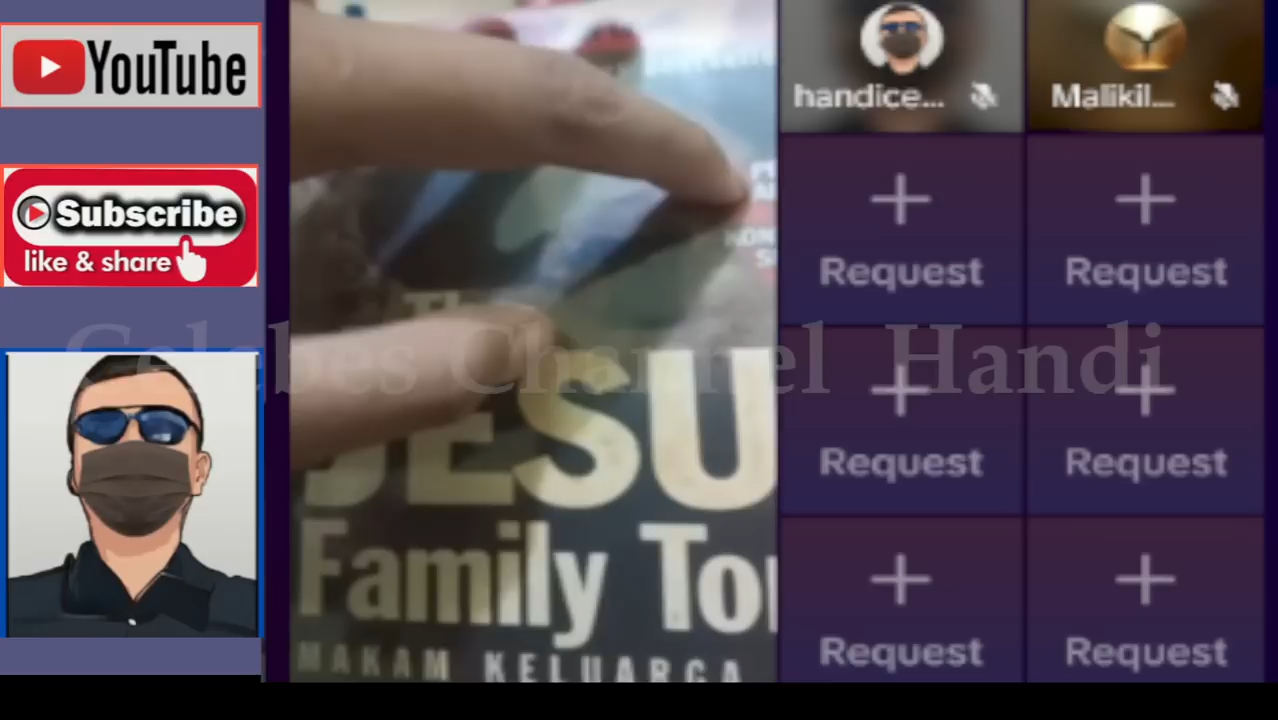 YouTube
Subscribe
like & share
handice...
Malikil...
Request
Request
Request
Request
Request
Request
Celebes Channel Handi
The
JESU
Family To
MAKAM KELUARGA